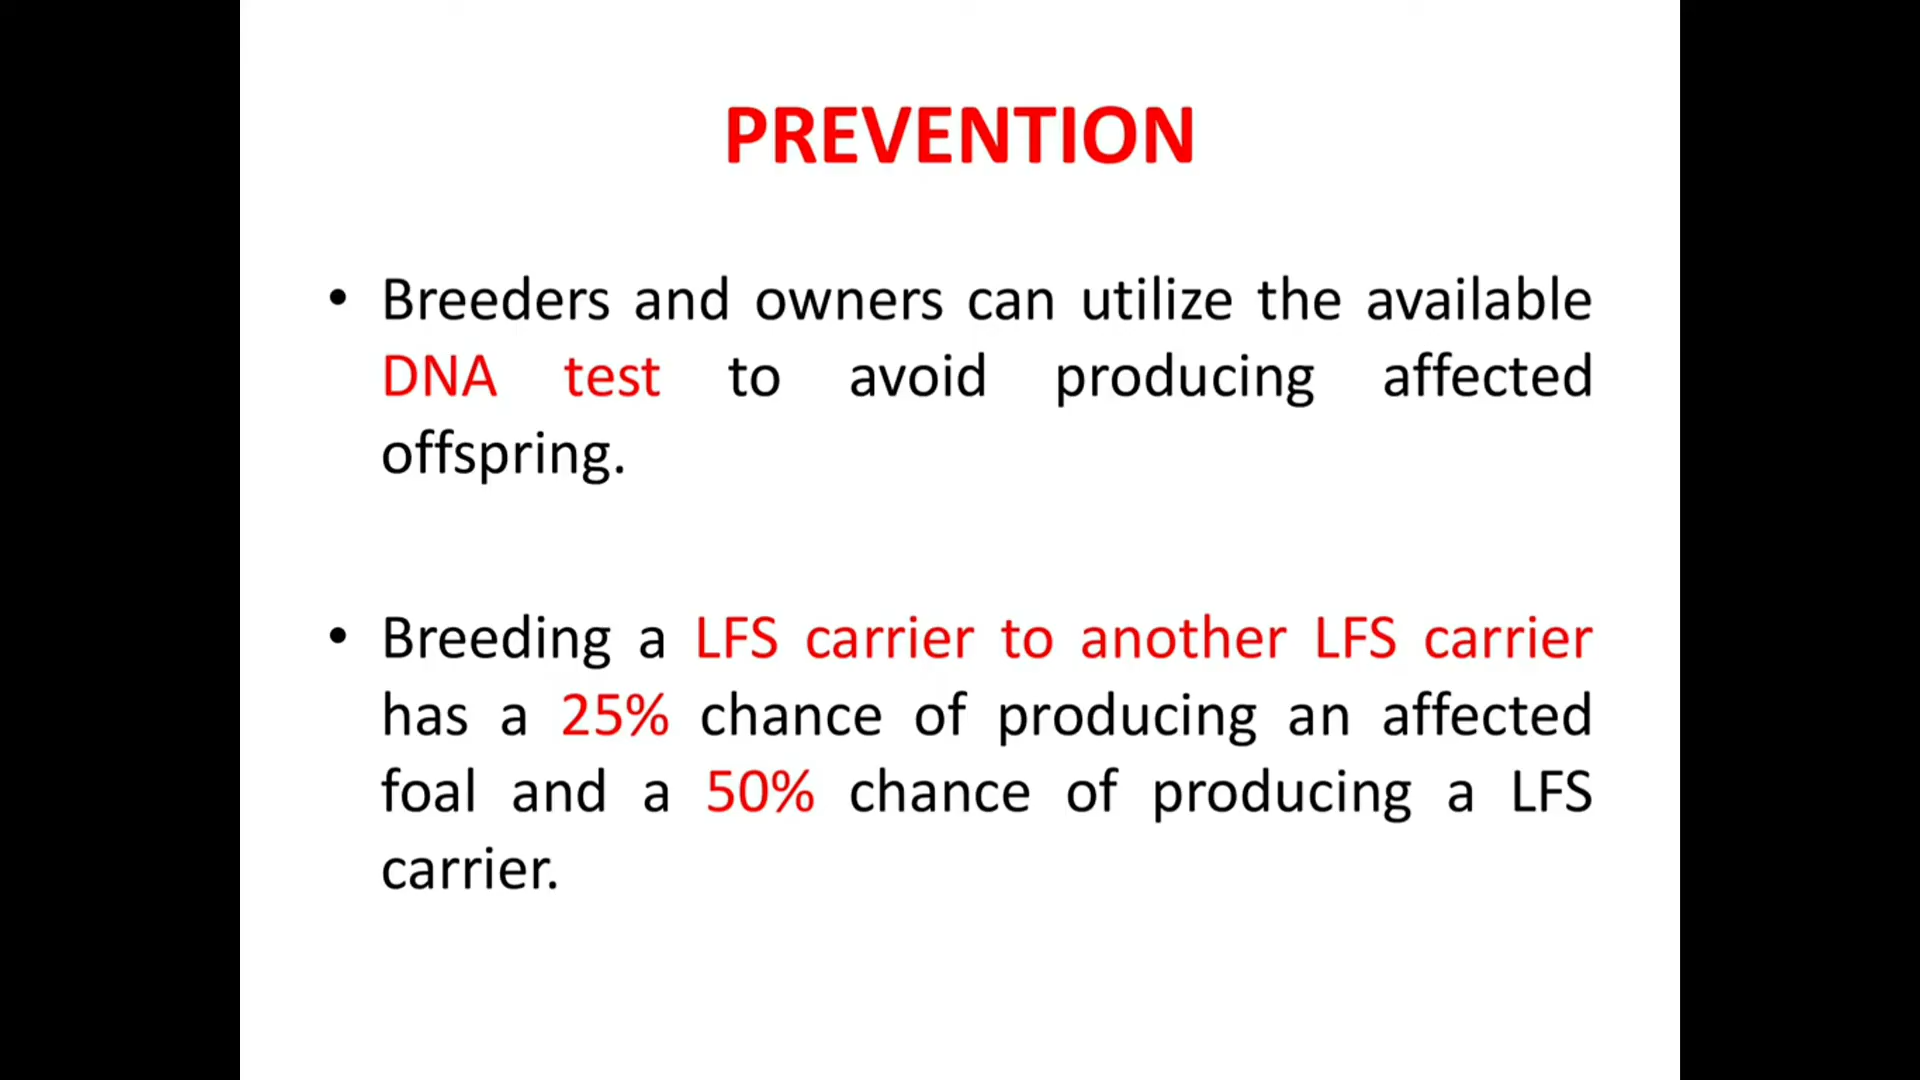 PREVENTION
• Breeders and owners can utilize the available
DNA test to avoid producing affected
offspring.
• Breeding a LFS carrier to another LFS carrier
has a 25% chance of producing an affected
foal and a 50% chance of producing a LFS
carrier.